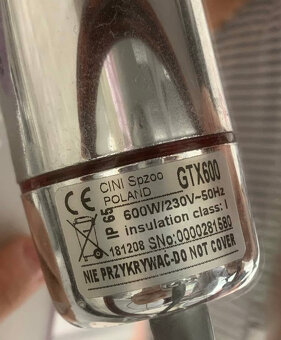 CE CINI Spzoo GTX600
POLAND
IP 65 600W/230V~50Hz
insulation class: I
181208 SNo:0000281580
NIE PRZYKRYWAC-DO NOT COVER